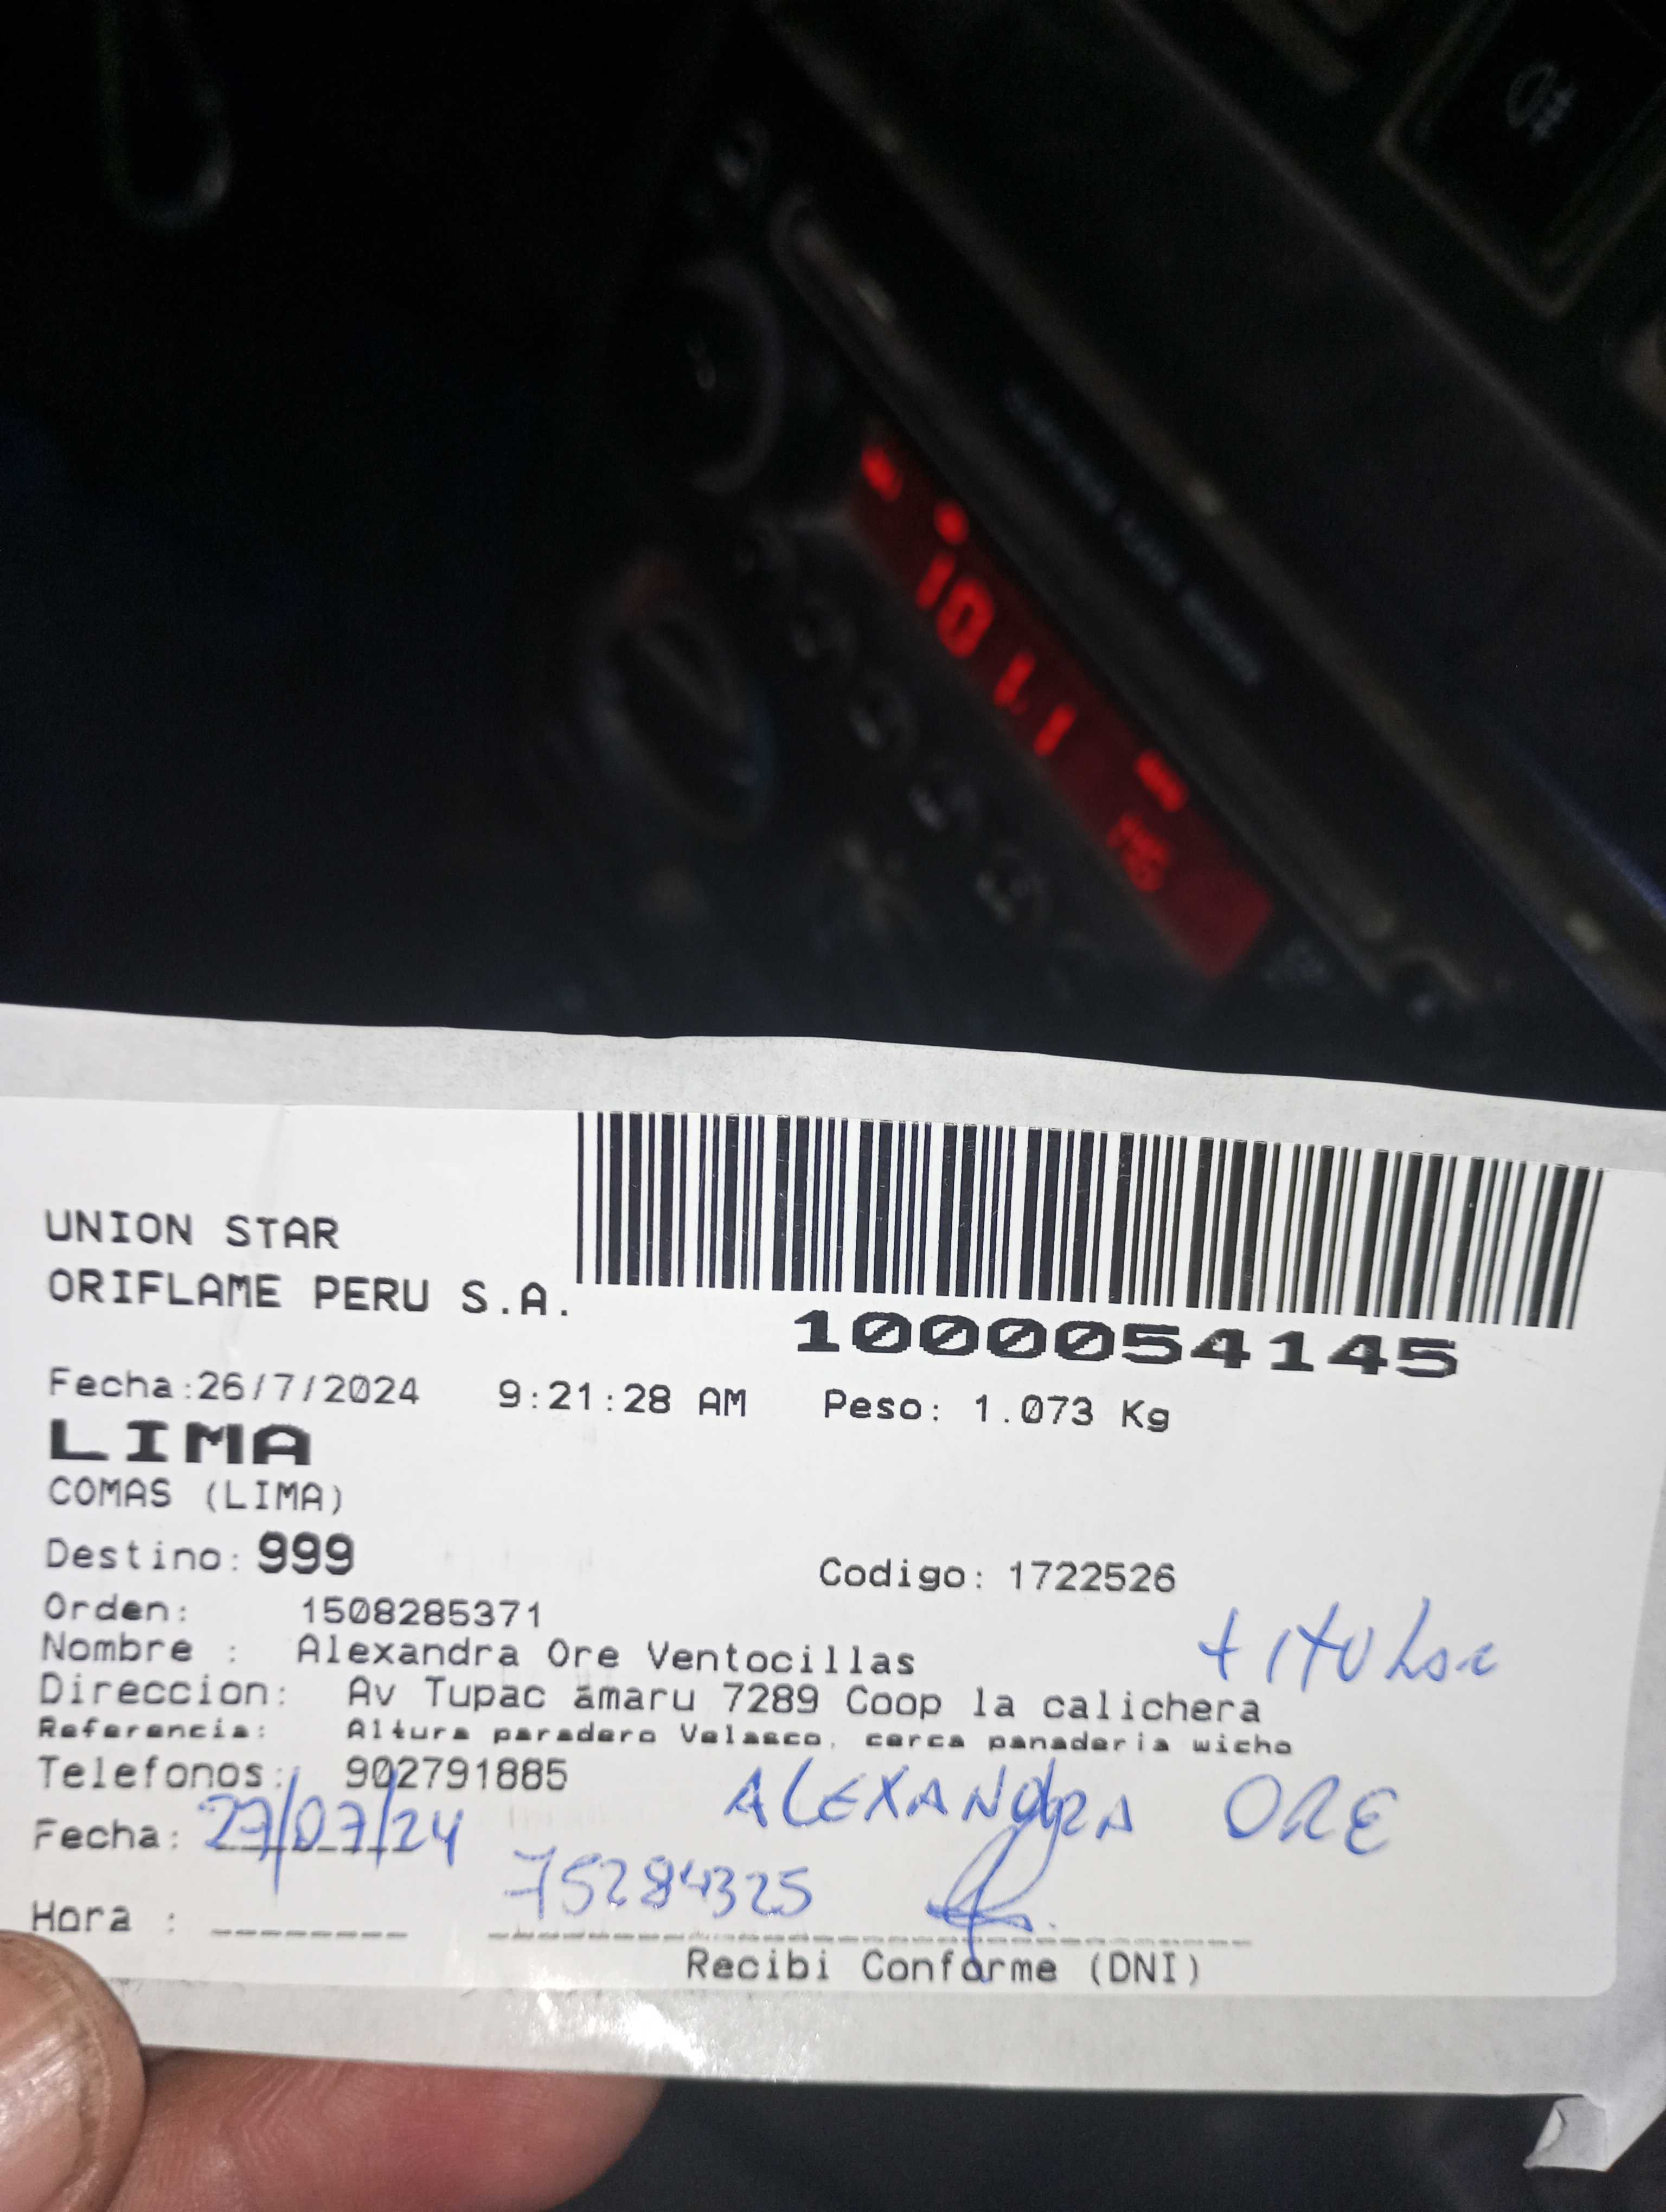 101.1
UNION STAR
ORIFLAME PERU S.A.
1000054145
Fecha:26/7/2024 9:21:28 AM Peso: 1.073 Kg
LIMA
COMAS (LIMA)
Destino: 999 Codigo: 1722526
Orden: 1508285371
Nombre : Alexandra Ore Ventocillas titular
Direccion: Av Tupac amaru 7289 Coop la calichera
Referencia: Altura paradero Velasco, cerca panaderia wicho
Telefonos: 902791885
Fecha: 27/07/24 ALEXANDRA ORE
75284325
Hora :
Recibi Conforme (DNI)